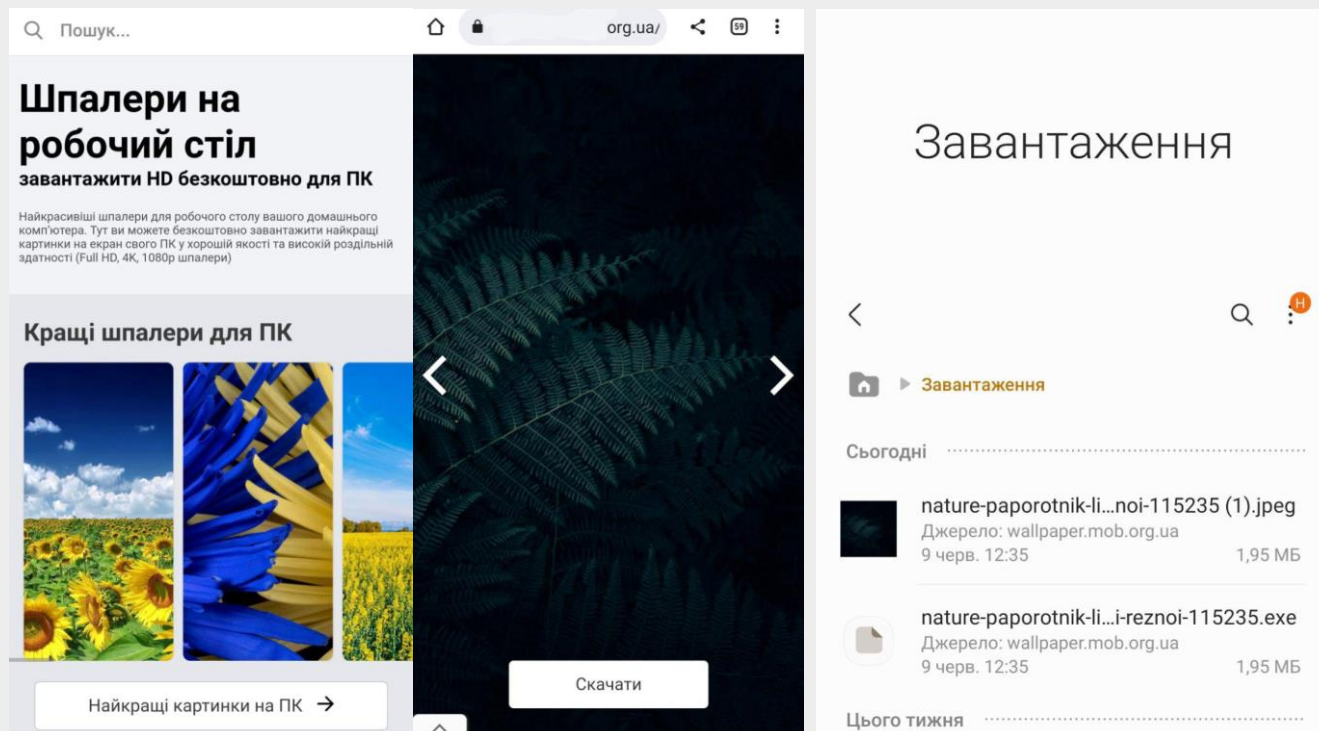 Пошук...
Шпалери на
робочий стіл
завантажити HD безкоштовно для ПК
Найкрасивіші шпалери для робочого столу вашого домашнього
комп'ютера. Тут ви можете безкоштовно завантажити найкращі
картинки на екран свого ПК у хорошій якості та високій роздільній
здатності (Full HD, 4K, 1080p шпалери)
Кращі шпалери для ПК
Найкращі картинки на ПК →
org.ua/
59
Скачати
Завантаження
Н
Завантаження
Сьогодні
nature-paporotnik-li...noi-115235 (1).jpeg
Джерело: wallpaper.mob.org.ua
9 черв. 12:35 1,95 МБ
nature-paporotnik-li...i-reznoi-115235.exe
Джерело: wallpaper.mob.org.ua
9 черв. 12:35 1,95 МБ
Цього тижня